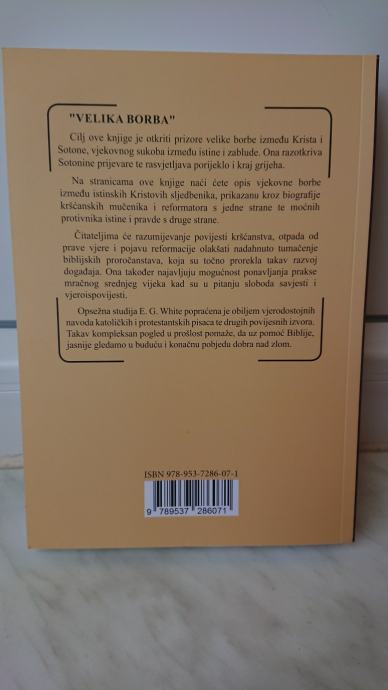 "VELIKA BORBA"
Cilj ove knjige je otkriti prizore velike borbe između Krista i
Sotone, vjekovnog sukoba između istine i zablude. Ona razotkriva
Sotonine prijevare te rasvjetljava porijeklo i kraj grijeha.
Na stranicama ove knjige naći ćete opis vjekovne borbe
između istinskih Kristovih sljedbenika, prikazanu kroz biografije
kršćanskih mučenika i reformatora s jedne strane te moćnih
protivnika istine i pravde s druge strane.
Čitateljima će razumijevanje povijesti kršćanstva, otpada od
prave vjere i pojavu reformacije olakšati nadahnuto tumačenje
biblijskih proročanstava, koja su točno prorekla takav razvoj
događaja. Ona također najavljuju mogućnost ponavljanja prakse
mračnog srednjeg vijeka kad su u pitanju sloboda savjesti i
vjeroispovijesti.
Opsežna studija E. G. White popraćena je obiljem vjerodostojnih
navoda katoličkih i protestantskih pisaca te drugih povijesnih izvora.
Takav kompleksan pogled u prošlost pomaže, da uz pomoć Biblije,
jasnije gledamo u buduću i konačnu pobjedu dobra nad zlom.
ISBN 978-953-7286-07-1
9 789537 286071